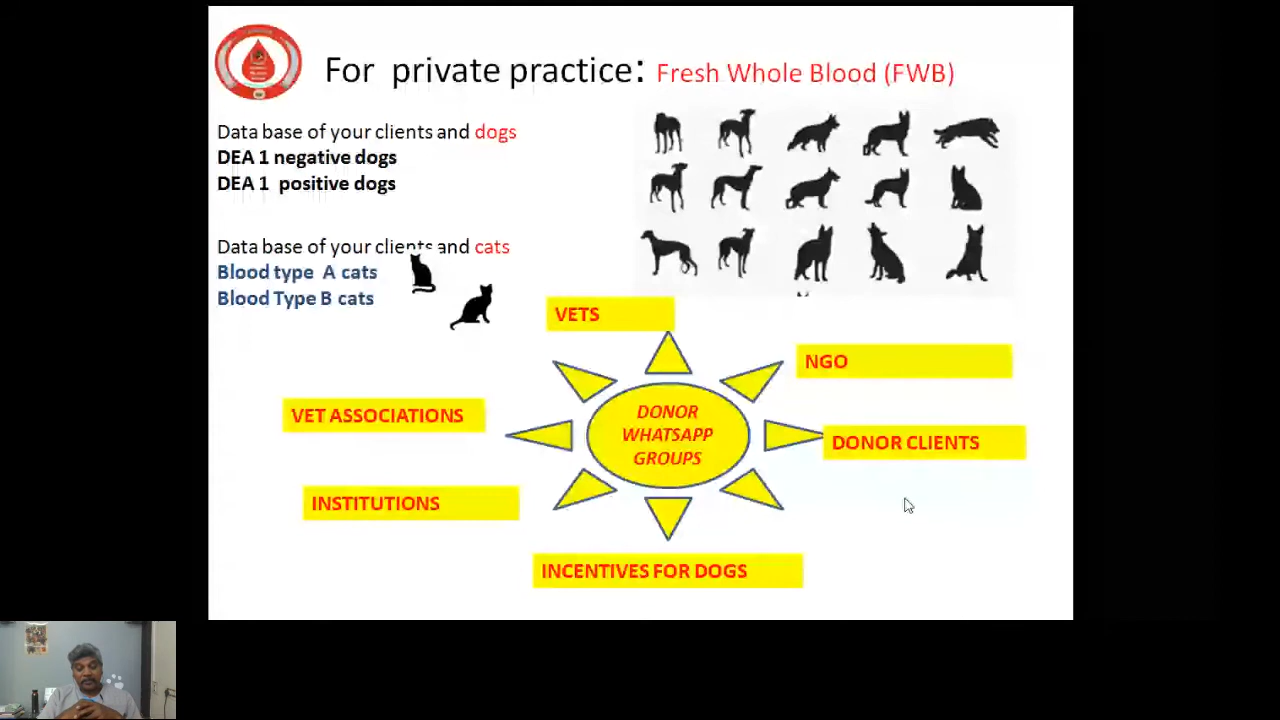 For private practice: Fresh Whole Blood (FWB)
Data base of your clients and dogs
DEA 1 negative dogs
DEA 1 positive dogs
Data base of your clients and cats
Blood type A cats
Blood Type B cats
VETS
NGO
VET ASSOCIATIONS
DONOR
WHATSAPP
GROUPS
DONOR CLIENTS
INSTITUTIONS
INCENTIVES FOR DOGS